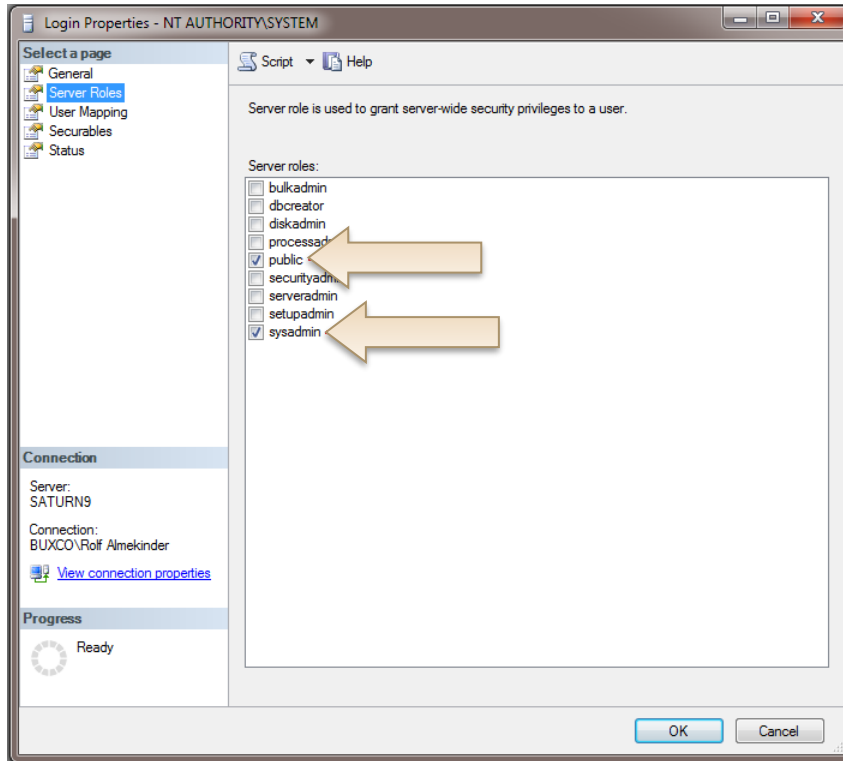 Login Properties - NT AUTHORITY\SYSTEM
Select a page
General
Server Roles
User Mapping
Securables
Status
Script
Help
Server role is used to grant server-wide security privileges to a user.
Server roles:
bulkadmin
dbcreator
diskadmin
public
serveradmin
setupadmin
sysadmin
Connection
Server:
SATURN9
Connection:
BUXCO\Rolf Almekinder
View connection properties
Progress
Ready
OK
Cancel